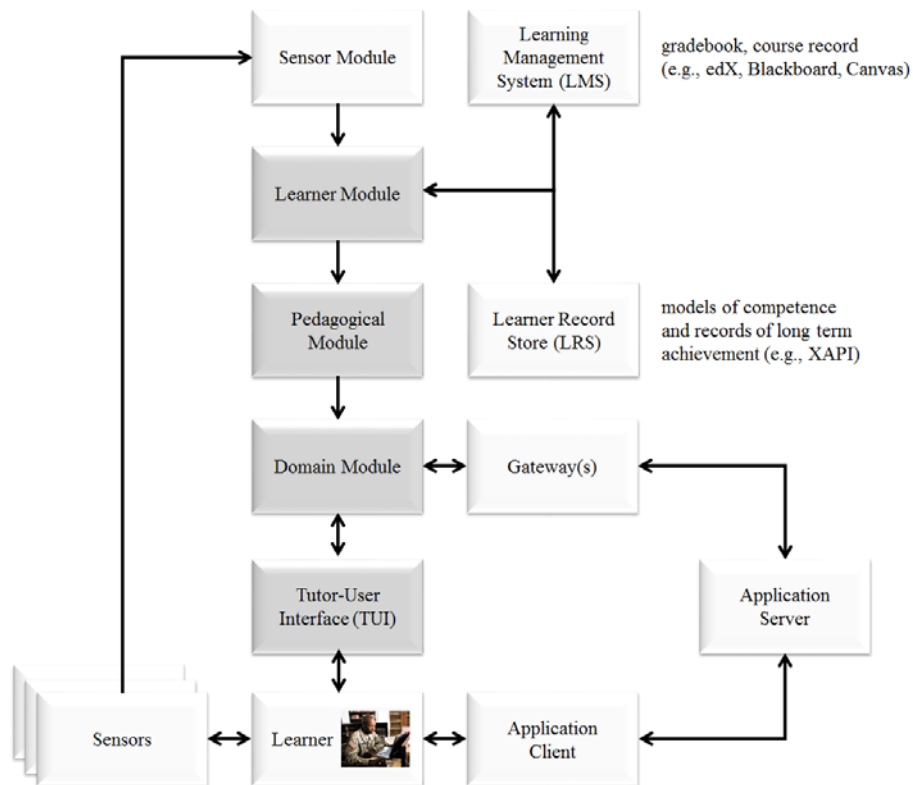 Sensor Module
Learning
Management
System (LMS)
gradebook, course record
(e.g., edX, Blackboard, Canvas)
Learner Module
Pedagogical
Module
Learner Record
Store (LRS)
models of competence
and records of long term
achievement (e.g., XAPI)
Domain Module
Gateway(s)
Tutor-User
Interface (TUI)
Application
Server
Sensors
Learner
Application
Client